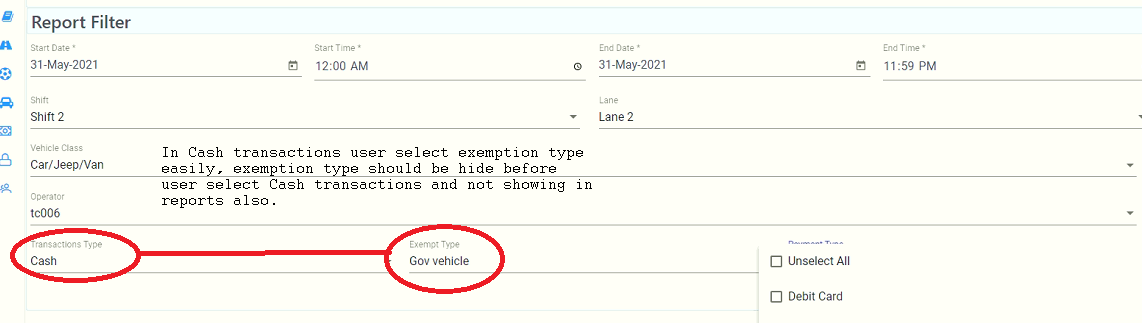 Report Filter
Start Date *
Start Time *
End Date *
End Time *
31-May-2021
12:00 AM
31-May-2021
11:59 PM
Shift
Lane
Shift 2
Lane 2
Vehicle Class
Car/Jeep/Van
In Cash transactions user select exemption type
easily, exemption type should be hide before
user select Cash transactions and not showing in
reports also.
Operator
tc006
Transactions Type
Exempt Type
Payment Type
Cash
Gov vehicle
Unselect All
Debit Card